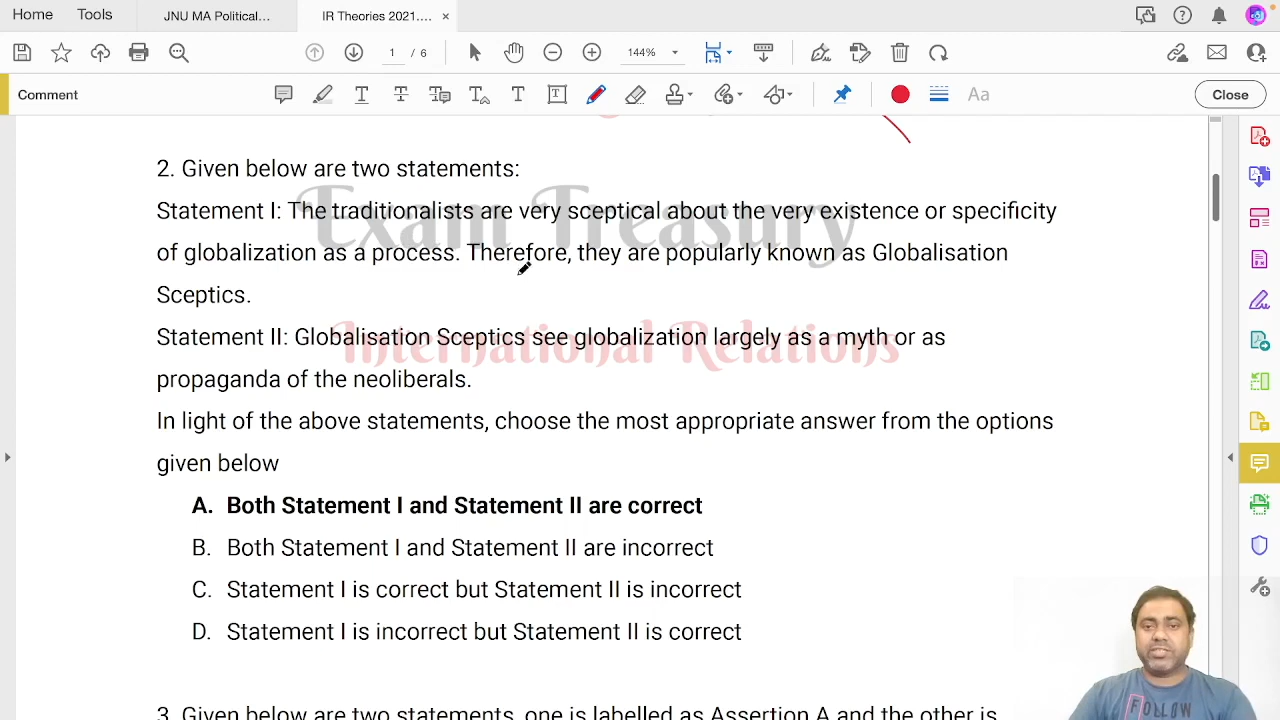 Home Tools JNU MA Political... IR Theories 2021.... ×
1 / 6 144%
Comment Aa Close
2. Given below are two statements:
Statement I: The traditionalists are very sceptical about the very existence or specificity
of globalization as a process. Therefore, they are popularly known as Globalisation
Sceptics.
Statement II: Globalisation Sceptics see globalization largely as a myth or as
propaganda of the neoliberals.
In light of the above statements, choose the most appropriate answer from the options
given below
A. Both Statement I and Statement II are correct
B. Both Statement I and Statement II are incorrect
C. Statement I is correct but Statement II is incorrect
D. Statement I is incorrect but Statement II is correct
3. Given below are two statements, one is labelled as Assertion A and the other is
Exam Treasury
International Relations
FOLLOW